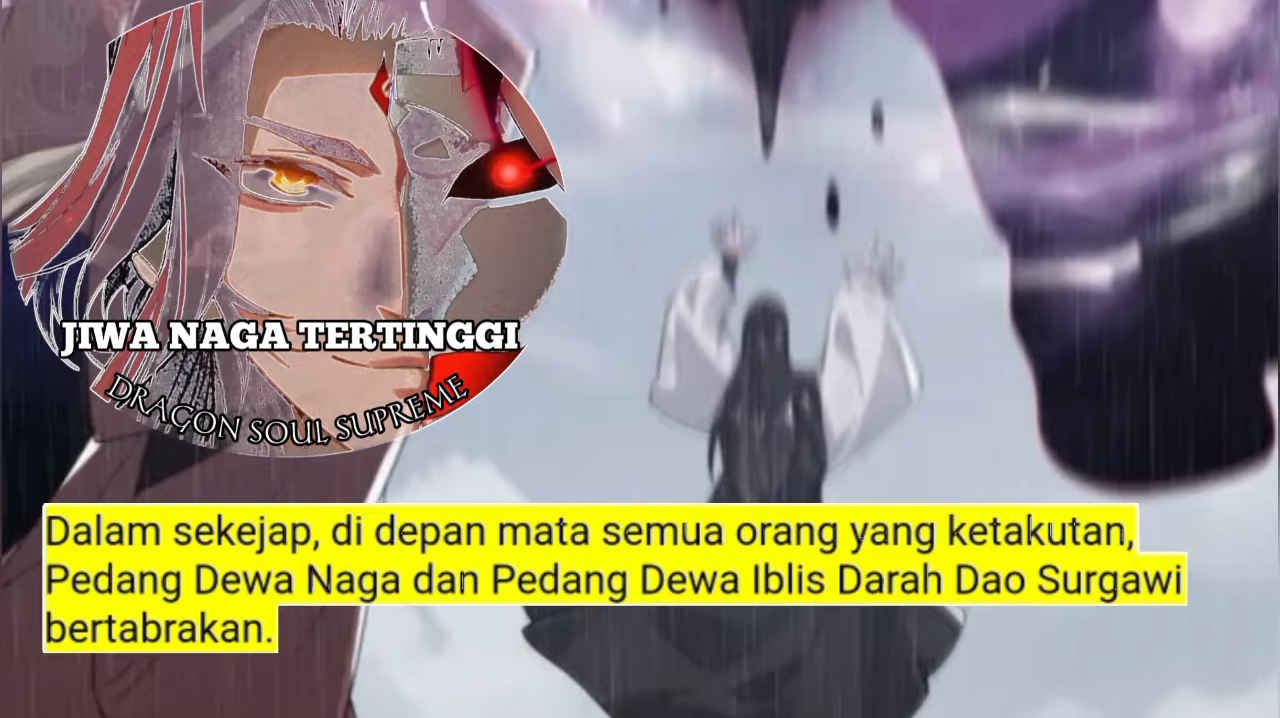 JIWA NAGA TERTINGGI
DRAGON SOUL SUPREME
Dalam sekejap, di depan mata semua orang yang ketakutan,
Pedang Dewa Naga dan Pedang Dewa Iblis Darah Dao Surgawi
bertabrakan.